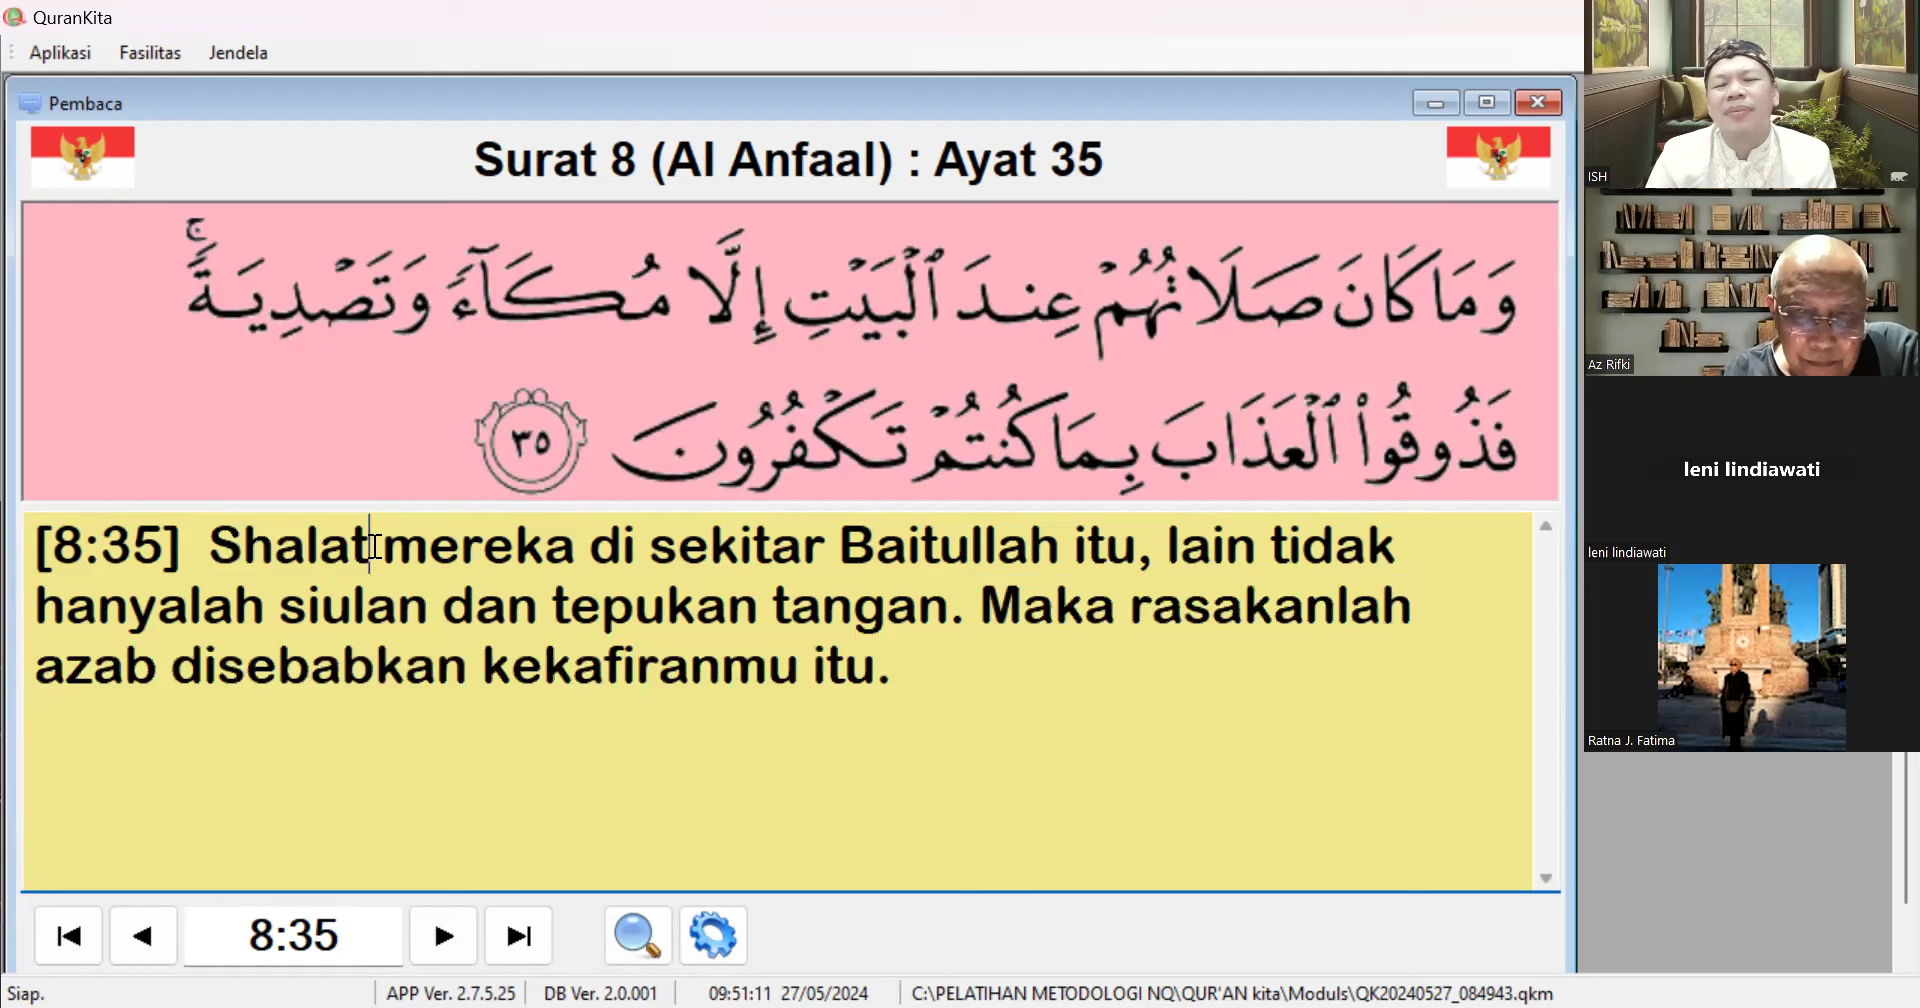 QuranKita
Aplikasi Fasilitas Jendela
Pembaca
Surat 8 (Al Anfaal) : Ayat 35
وَمَا كَانَ صَلَاتُهُمْ عِندَ ٱلْبَيْتِ إِلَّا مُكَآءً وَتَصْدِيَةً ۚ
فَذُوقُوا۟ ٱلْعَذَابَ بِمَا كُنتُمْ تَكْفُرُونَ ٣٥
[8:35] Shalat mereka di sekitar Baitullah itu, lain tidak
hanyalah siulan dan tepukan tangan. Maka rasakanlah
azab disebabkan kekafiranmu itu.
8:35
Siap. APP Ver. 2.7.5.25 DB Ver. 2.0.001 09:51:11 27/05/2024 C:\PELATIHAN METODOLOGI NQ\QUR'AN kita\Moduls\QK20240527_084943.qkm
ISH
Az Rifki
leni lindiawati
leni lindiawati
Ratna J. Fatima